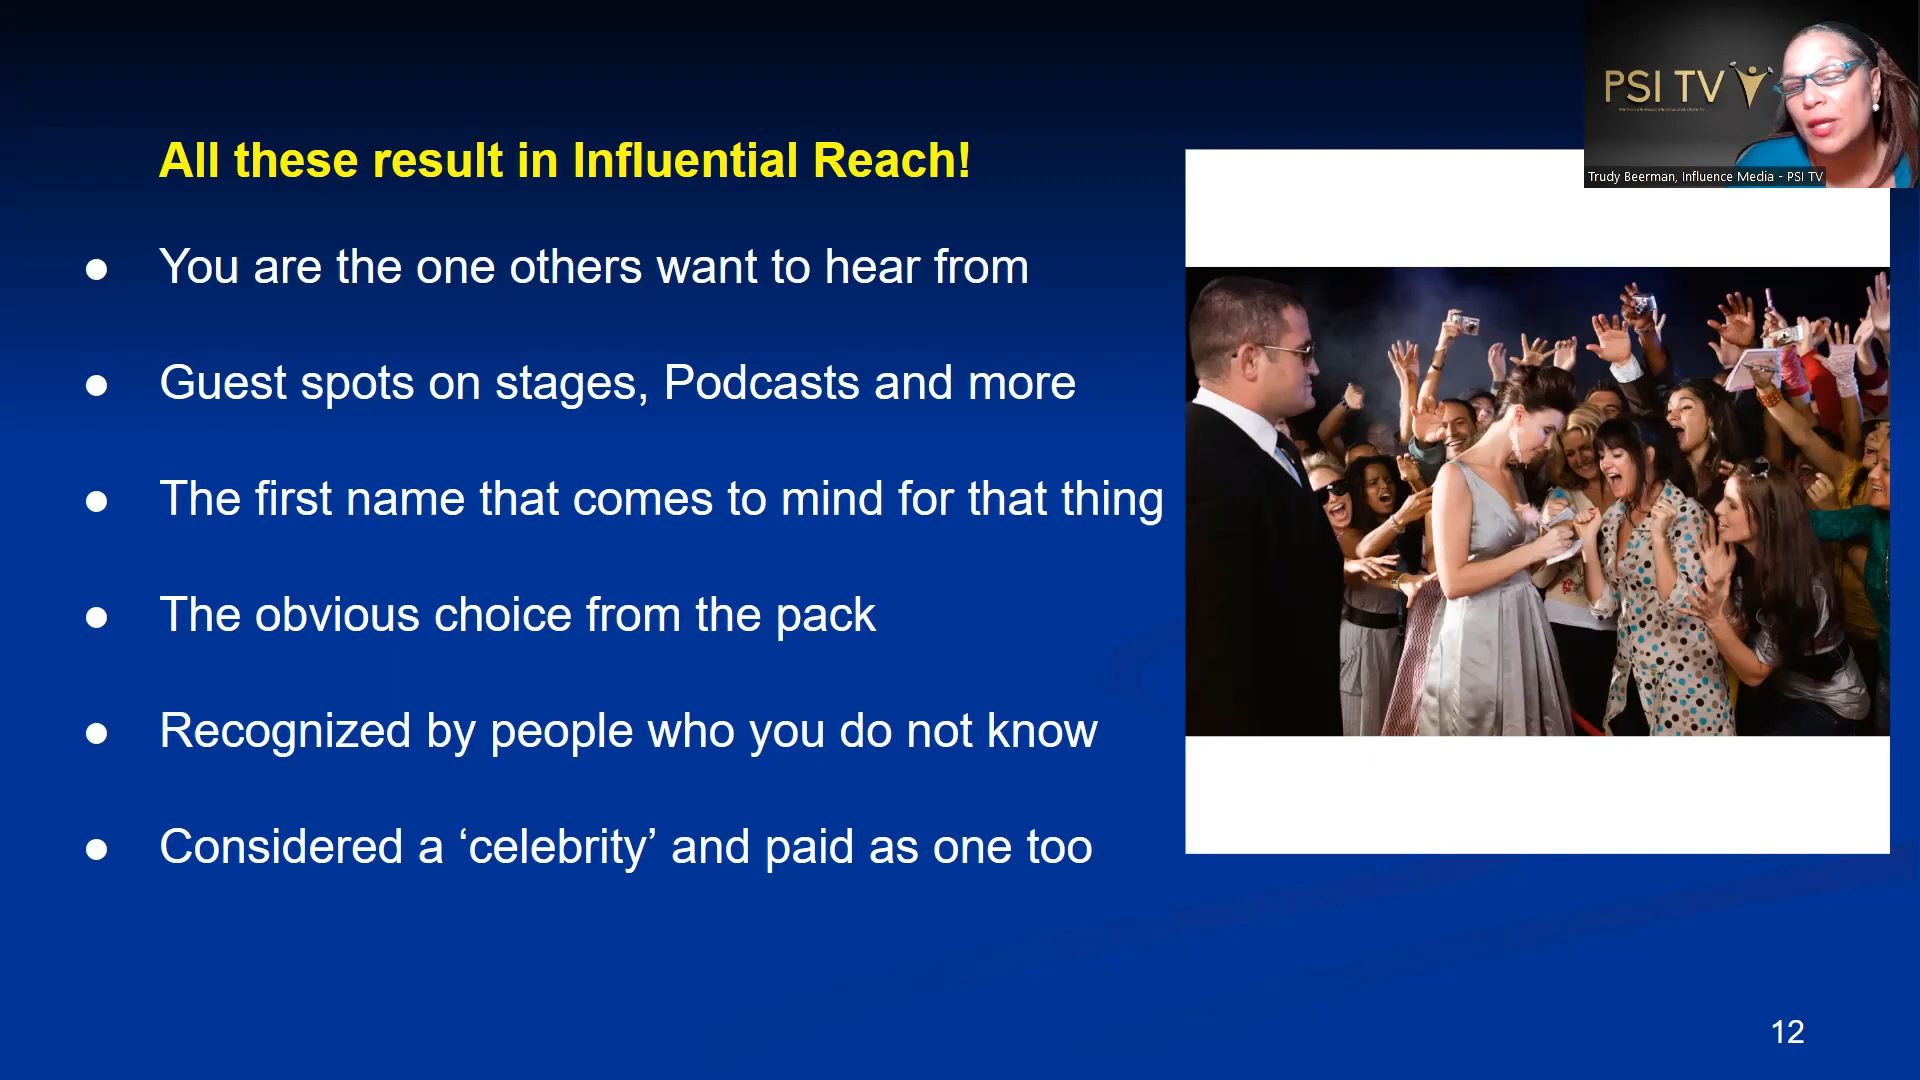 PSI TV
Trudy Beerman, Influence Media - PSI TV
All these result in Influential Reach!
● You are the one others want to hear from
● Guest spots on stages, Podcasts and more
● The first name that comes to mind for that thing
● The obvious choice from the pack
● Recognized by people who you do not know
● Considered a ‘celebrity’ and paid as one too
12